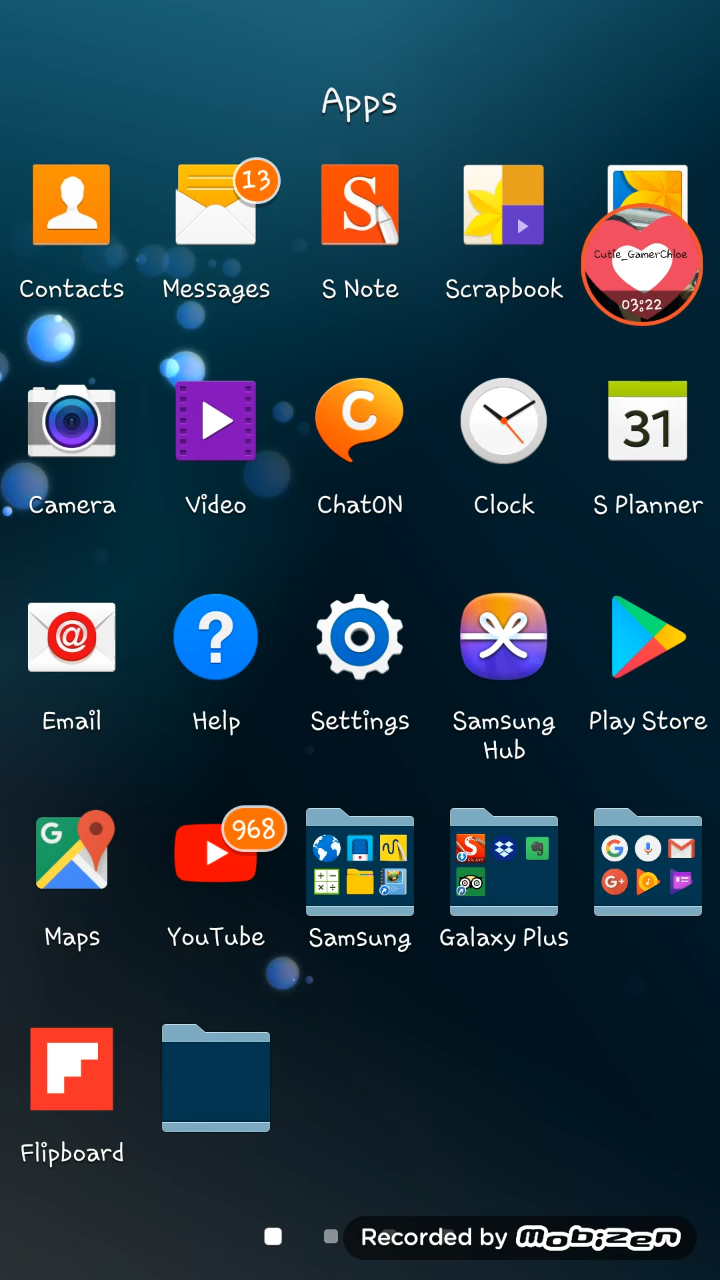 Apps
13
S
Cutie_GamerChloe
03:22
Contacts
Messages
S Note
Scrapbook
C
31
Camera
Video
ChatON
Clock
S Planner
@
?
Email
Help
Settings
Samsung
Hub
Play Store
G
968
G
G+
Maps
YouTube
Samsung
Galaxy Plus
Flipboard
Recorded by mobizen